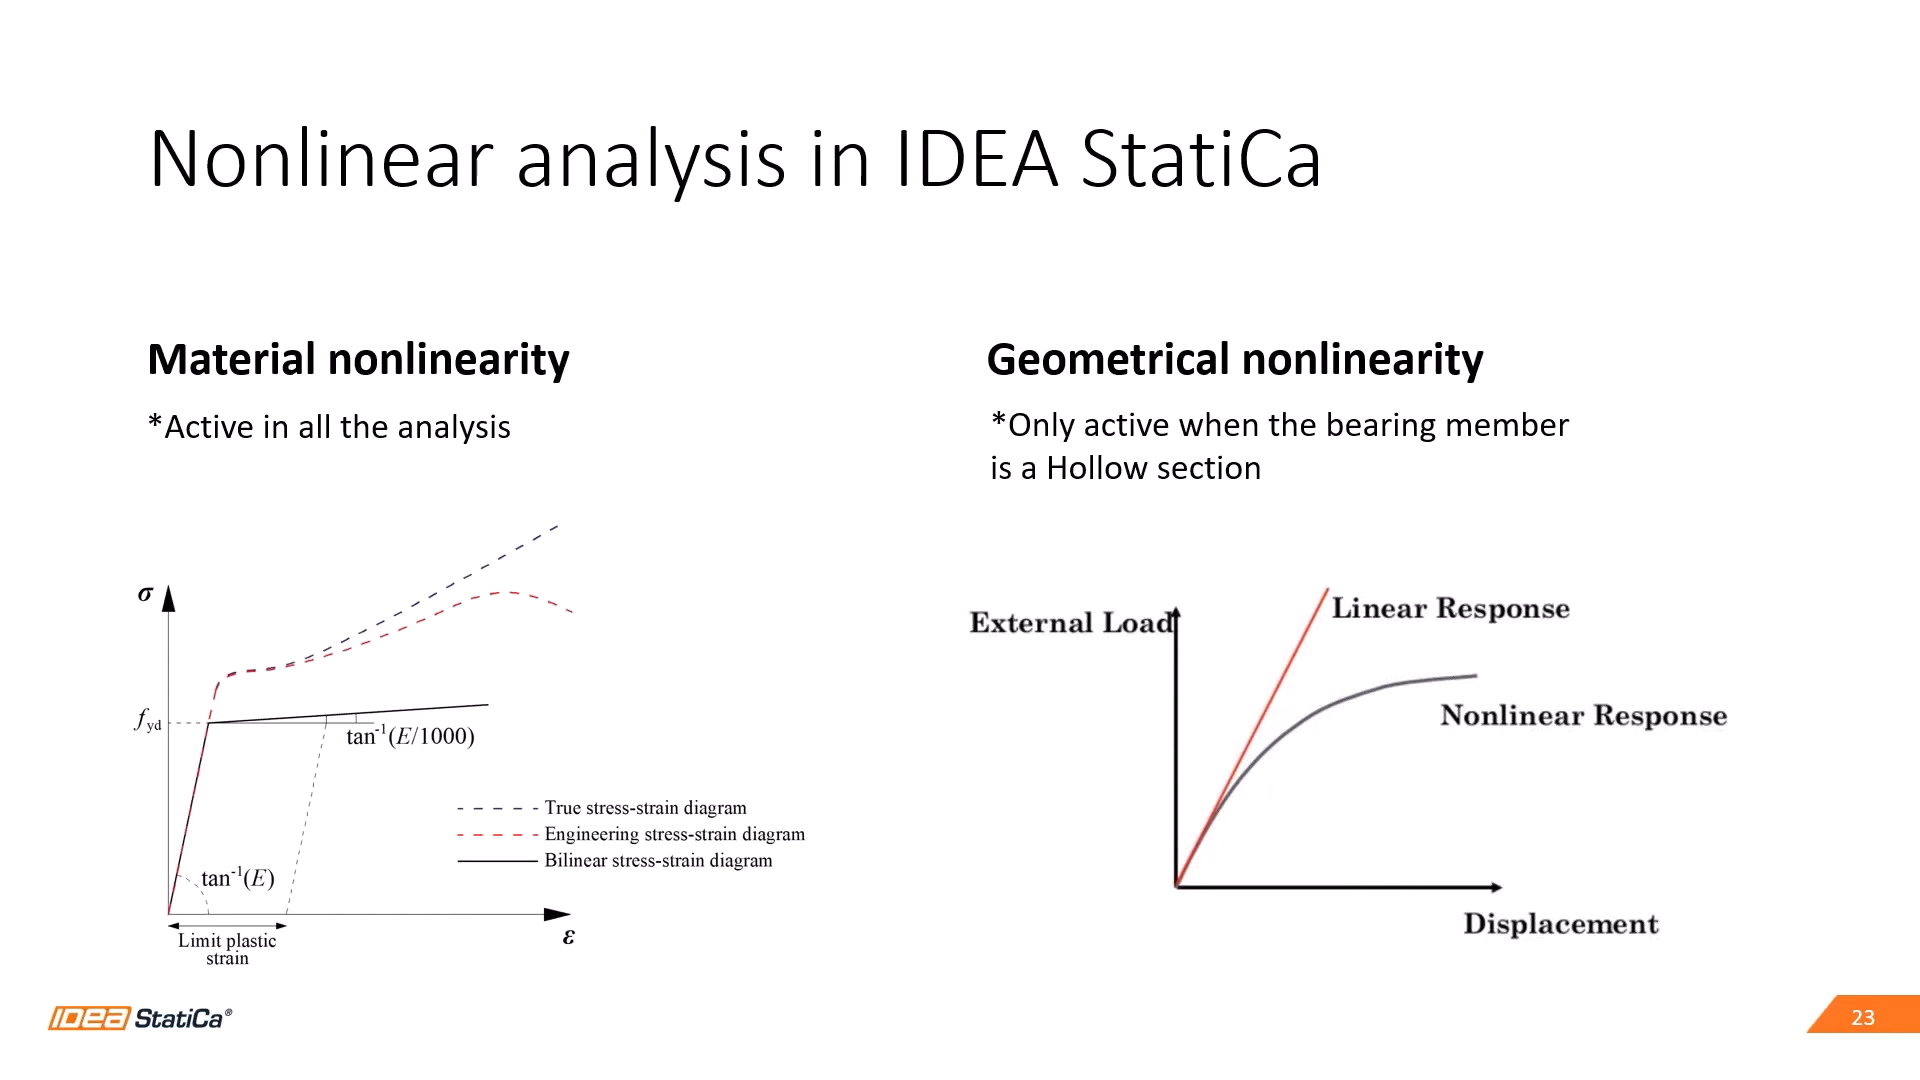 Nonlinear analysis in IDEA StatiCa
Material nonlinearity
*Active in all the analysis
σ
f_yd
tan⁻¹(E/1000)
True stress-strain diagram
Engineering stress-strain diagram
Bilinear stress-strain diagram
tan⁻¹(E)
Limit plastic
strain
ε
Geometrical nonlinearity
*Only active when the bearing member
is a Hollow section
External Load
Linear Response
Nonlinear Response
Displacement
IDEA StatiCa®
23